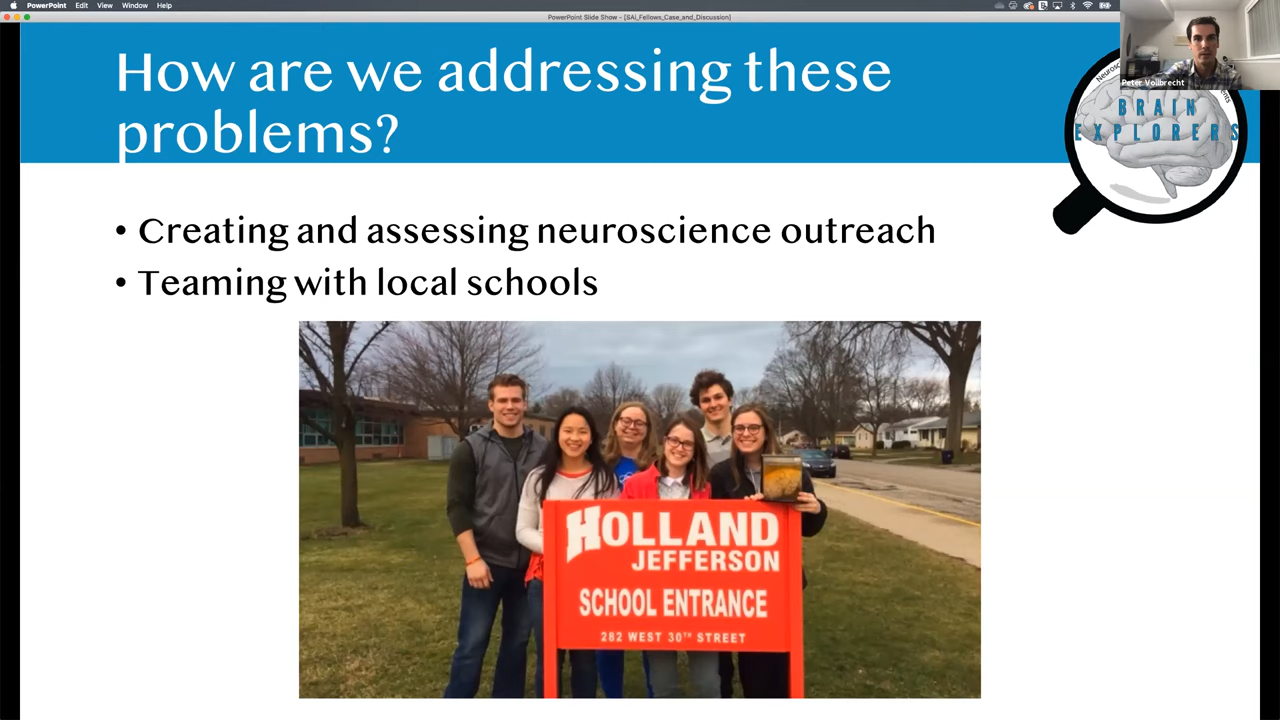 PowerPoint Edit View Window Help
PowerPoint Slide Show - [SAi_Fellows_Case_and_Discussion]
How are we addressing these
problems?
Peter Vollbrecht
BRAIN
EXPLORERS
• Creating and assessing neuroscience outreach
• Teaming with local schools
HOLLAND
JEFFERSON
SCHOOL ENTRANCE
282 WEST 30TH STREET